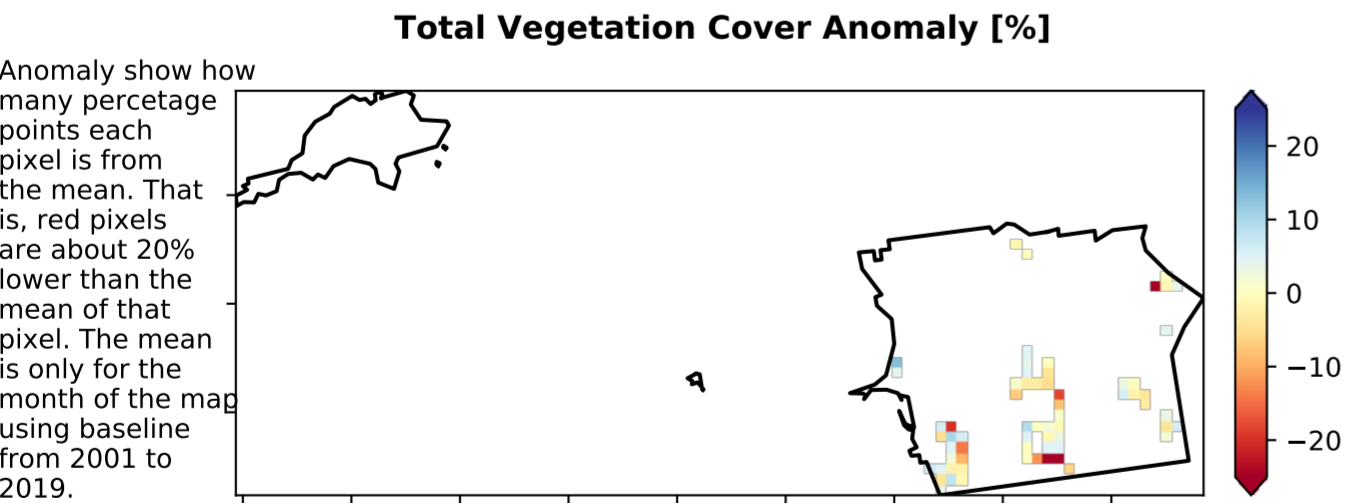 Total Vegetation Cover Anomaly [%]
Anomaly show how
many percetage
points each
pixel is from
the mean. That
is, red pixels
are about 20%
lower than the
mean of that
pixel. The mean
is only for the
month of the map
using baseline
from 2001 to
2019.
20
10
0
−10
−20